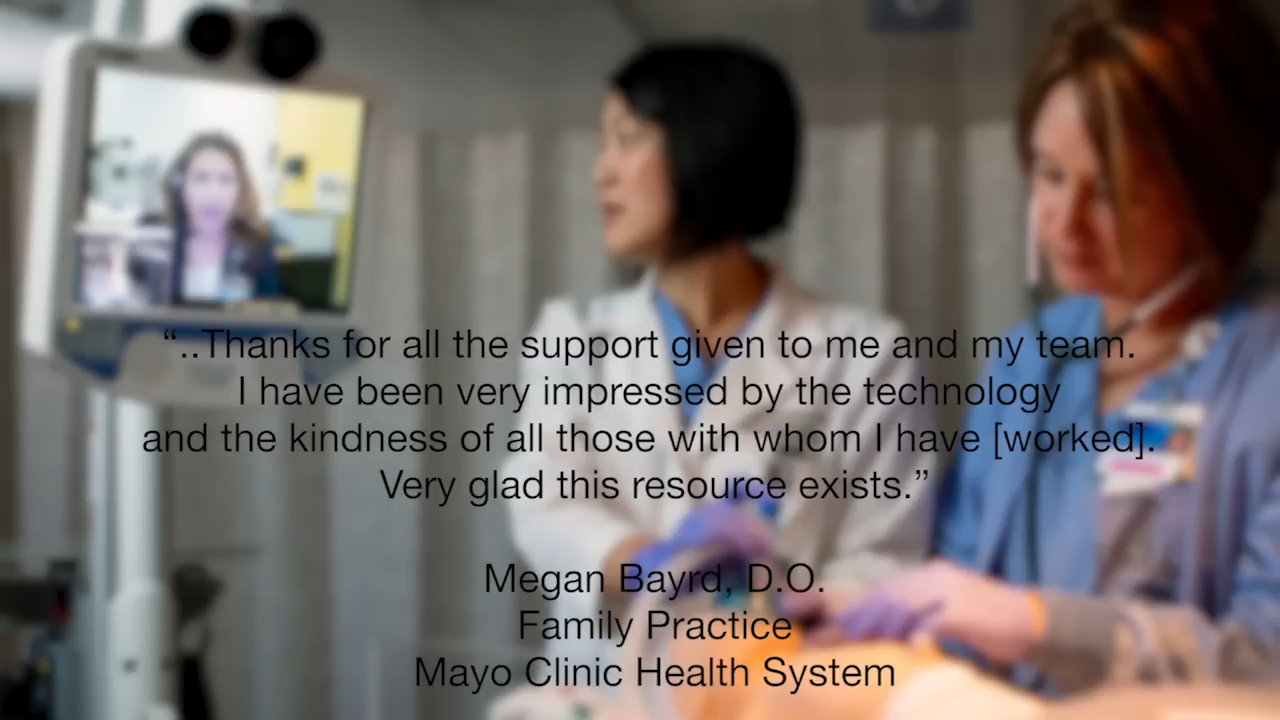 “..Thanks for all the support given to me and my team.
I have been very impressed by the technology
and the kindness of all those with whom I have [worked].
Very glad this resource exists.”
Megan Bayrd, D.O.
Family Practice
Mayo Clinic Health System